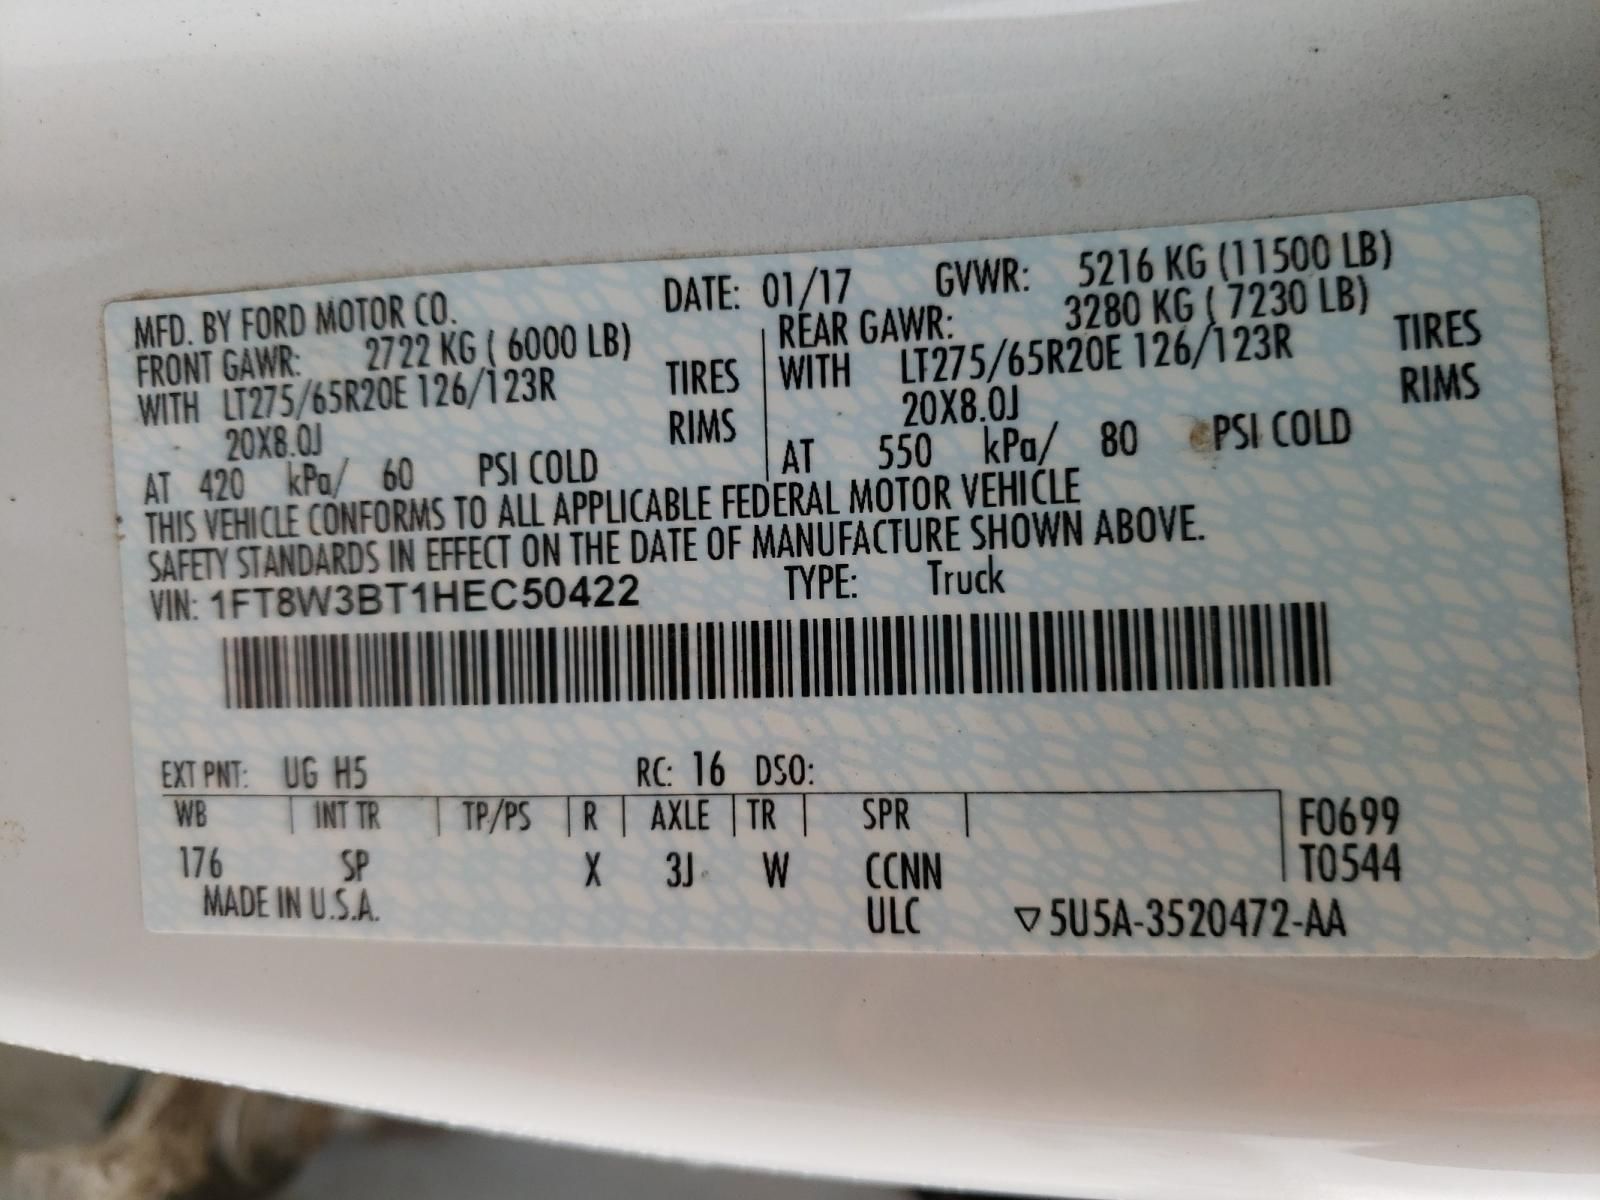 MFD. BY FORD MOTOR CO. DATE: 01/17 GVWR: 5216 KG (11500 LB)
FRONT GAWR: 2722 KG ( 6000 LB)
WITH LT275/65R20E 126/123R TIRES
20X8.0J RIMS
AT 420 kPa/ 60 PSI COLD
REAR GAWR: 3280 KG ( 7230 LB)
WITH LT275/65R20E 126/123R TIRES
20X8.0J RIMS
AT 550 kPa/ 80 PSI COLD
THIS VEHICLE CONFORMS TO ALL APPLICABLE FEDERAL MOTOR VEHICLE
SAFETY STANDARDS IN EFFECT ON THE DATE OF MANUFACTURE SHOWN ABOVE.
VIN: 1FT8W3BT1HEC50422 TYPE: Truck
EXT PNT: UG H5 RC: 16 DSO:
WB INT TR TP/PS R AXLE TR SPR F0699
176 SP X 3J W CCNN T0544
MADE IN U.S.A. ULC ▽5U5A-3520472-AA